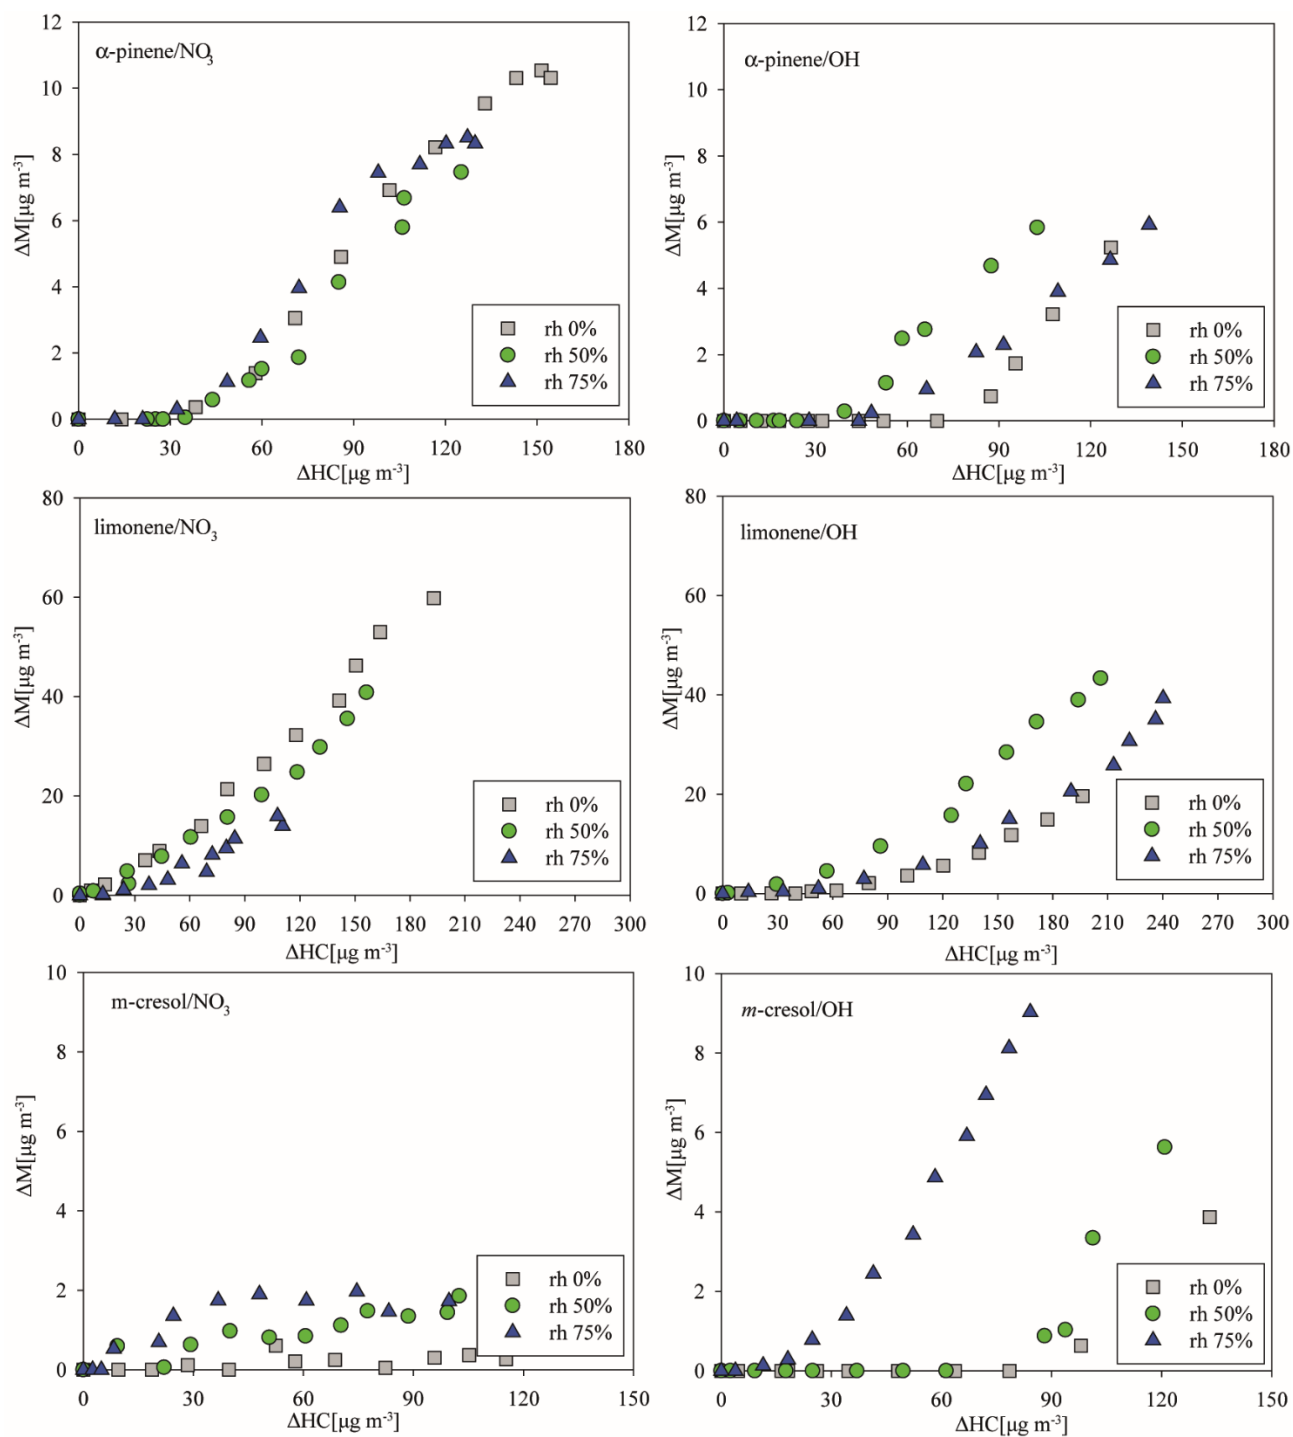 α-pinene/NO3
12
10
8
6
4
2
0
ΔM[μg m-3]
rh 0%
rh 50%
rh 75%
0 30 60 90 120 150 180
ΔHC[μg m-3]
α-pinene/OH
12
10
8
6
4
2
0
ΔM[μg m-3]
rh 0%
rh 50%
rh 75%
0 30 60 90 120 150 180
ΔHC[μg m-3]
limonene/NO3
80
60
40
20
0
ΔM[μg m-3]
rh 0%
rh 50%
rh 75%
0 30 60 90 120 150 180 210 240 270 300
ΔHC[μg m-3]
limonene/OH
80
60
40
20
0
ΔM[μg m-3]
rh 0%
rh 50%
rh 75%
0 30 60 90 120 150 180 210 240 270 300
ΔHC[μg m-3]
m-cresol/NO3
10
8
6
4
2
0
ΔM[μg m-3]
rh 0%
rh 50%
rh 75%
0 30 60 90 120 150
ΔHC[μg m-3]
m-cresol/OH
10
8
6
4
2
0
ΔM[μg m-3]
rh 0%
rh 50%
rh 75%
0 30 60 90 120 150
ΔHC[μg m-3]